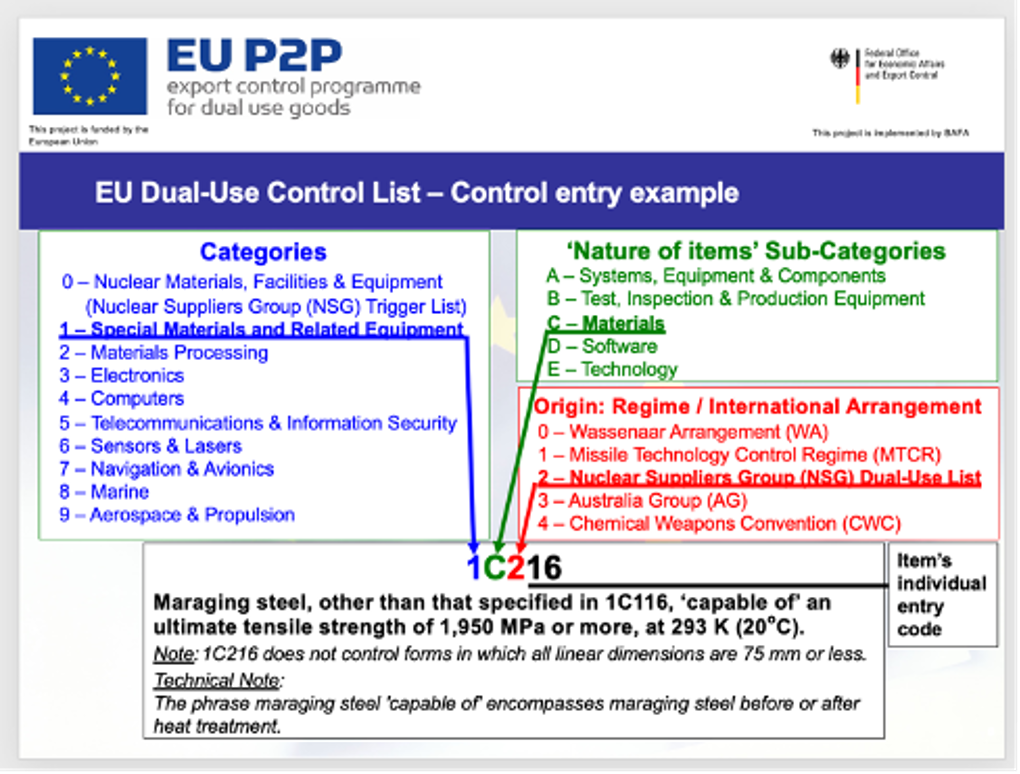 EU P2P
export control programme
for dual use goods
This project is funded by the
European Union
Federal Office
for Economic Affairs
and Export Control
This project is implemented by BAFA
EU Dual-Use Control List – Control entry example
Categories
0 – Nuclear Materials, Facilities & Equipment
(Nuclear Suppliers Group (NSG) Trigger List)
1 – Special Materials and Related Equipment
2 – Materials Processing
3 – Electronics
4 – Computers
5 – Telecommunications & Information Security
6 – Sensors & Lasers
7 – Navigation & Avionics
8 – Marine
9 – Aerospace & Propulsion
‘Nature of items’ Sub-Categories
A – Systems, Equipment & Components
B – Test, Inspection & Production Equipment
C – Materials
D – Software
E – Technology
Origin: Regime / International Arrangement
0 – Wassenaar Arrangement (WA)
1 – Missile Technology Control Regime (MTCR)
2 – Nuclear Suppliers Group (NSG) Dual-Use List
3 – Australia Group (AG)
4 – Chemical Weapons Convention (CWC)
1C216
Maraging steel, other than that specified in 1C116, ‘capable of’ an
ultimate tensile strength of 1,950 MPa or more, at 293 K (20°C).
Note: 1C216 does not control forms in which all linear dimensions are 75 mm or less.
Technical Note:
The phrase maraging steel 'capable of' encompasses maraging steel before or after
heat treatment.
Item’s
individual
entry
code